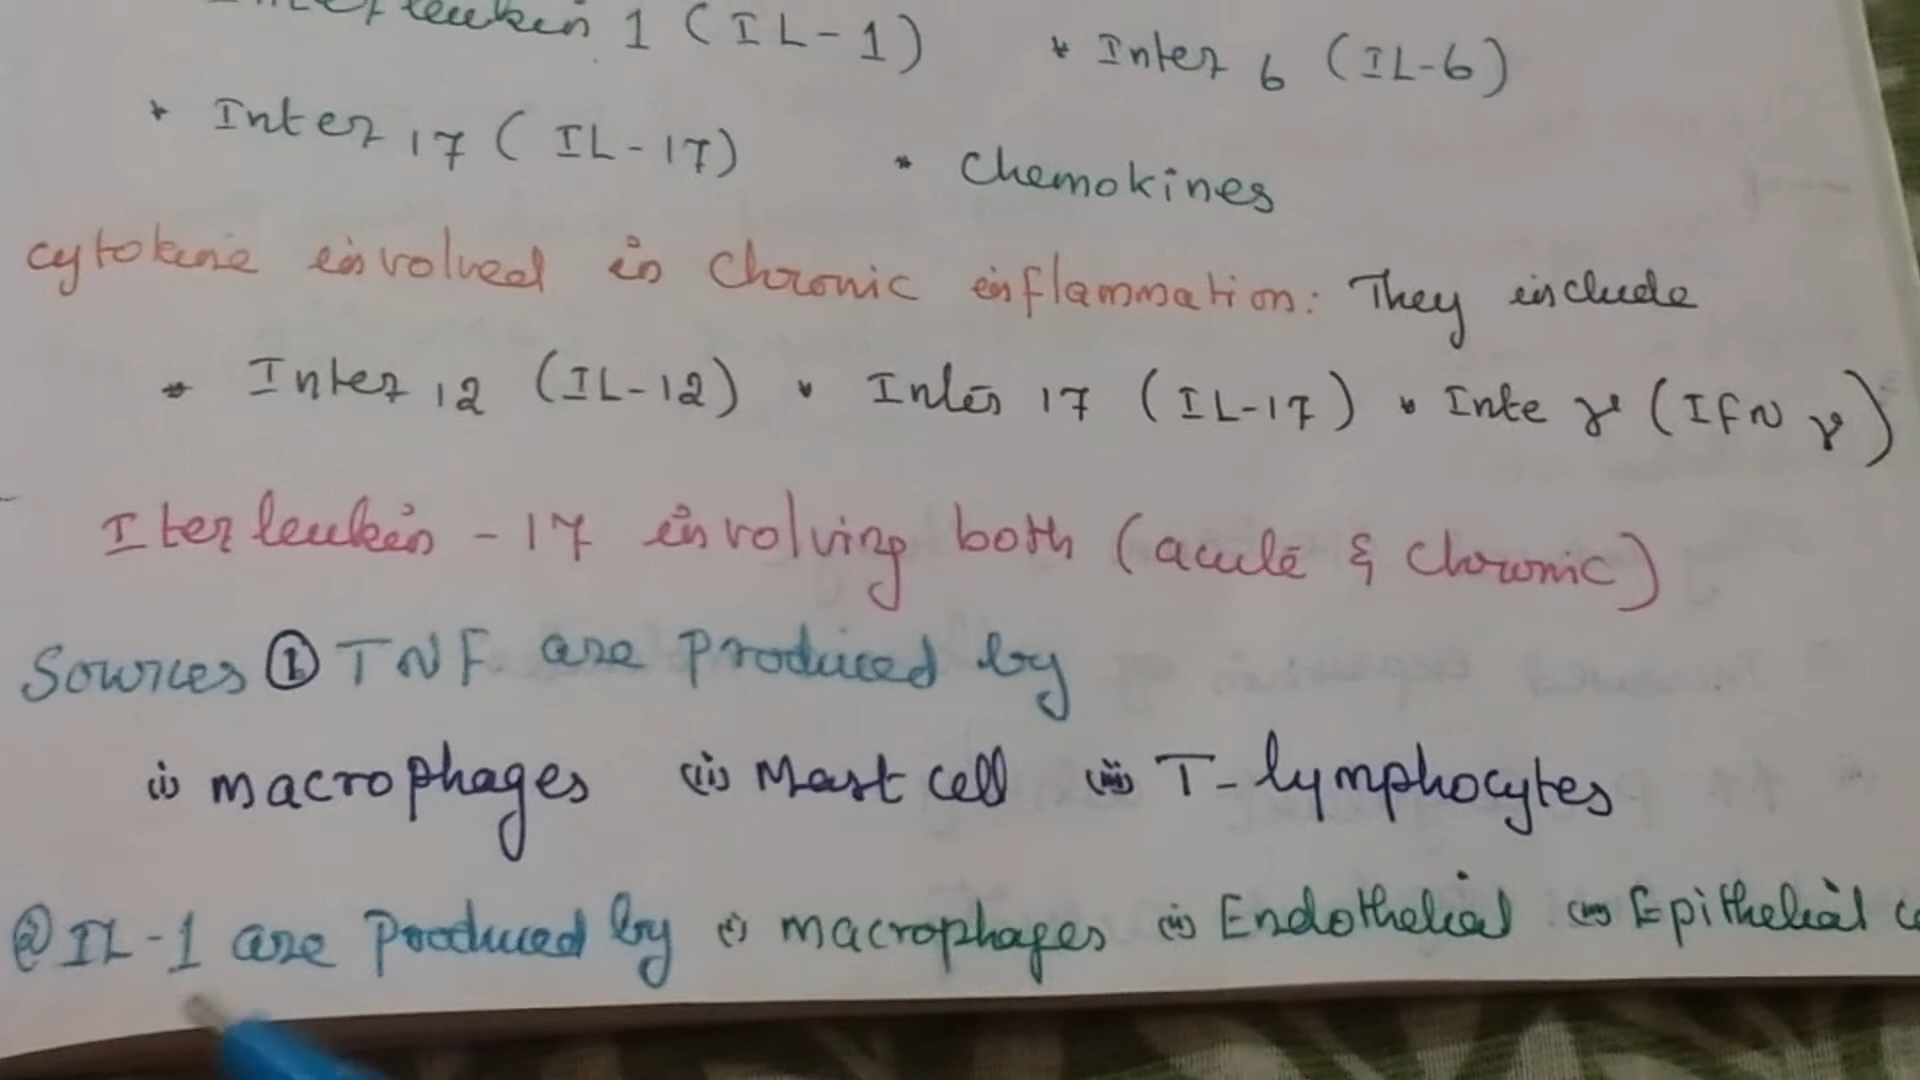 Interleukin 1 (IL-1) * Inter 6 (IL-6)
* Inter 17 (IL-17) * Chemokines
cytokine involved in Chronic inflammation: They include
* Inter 12 (IL-12) * Inter 17 (IL-17) * Inte γ (IFN γ)
Iterleukin - 17 involving both (acute & Chronic)
Sources ① TNF are produced by
(i) macrophages (ii) Mast cell (iii) T-lymphocytes
② IL-1 are produced by (i) macrophages (ii) Endothelial (iii) Epithelial